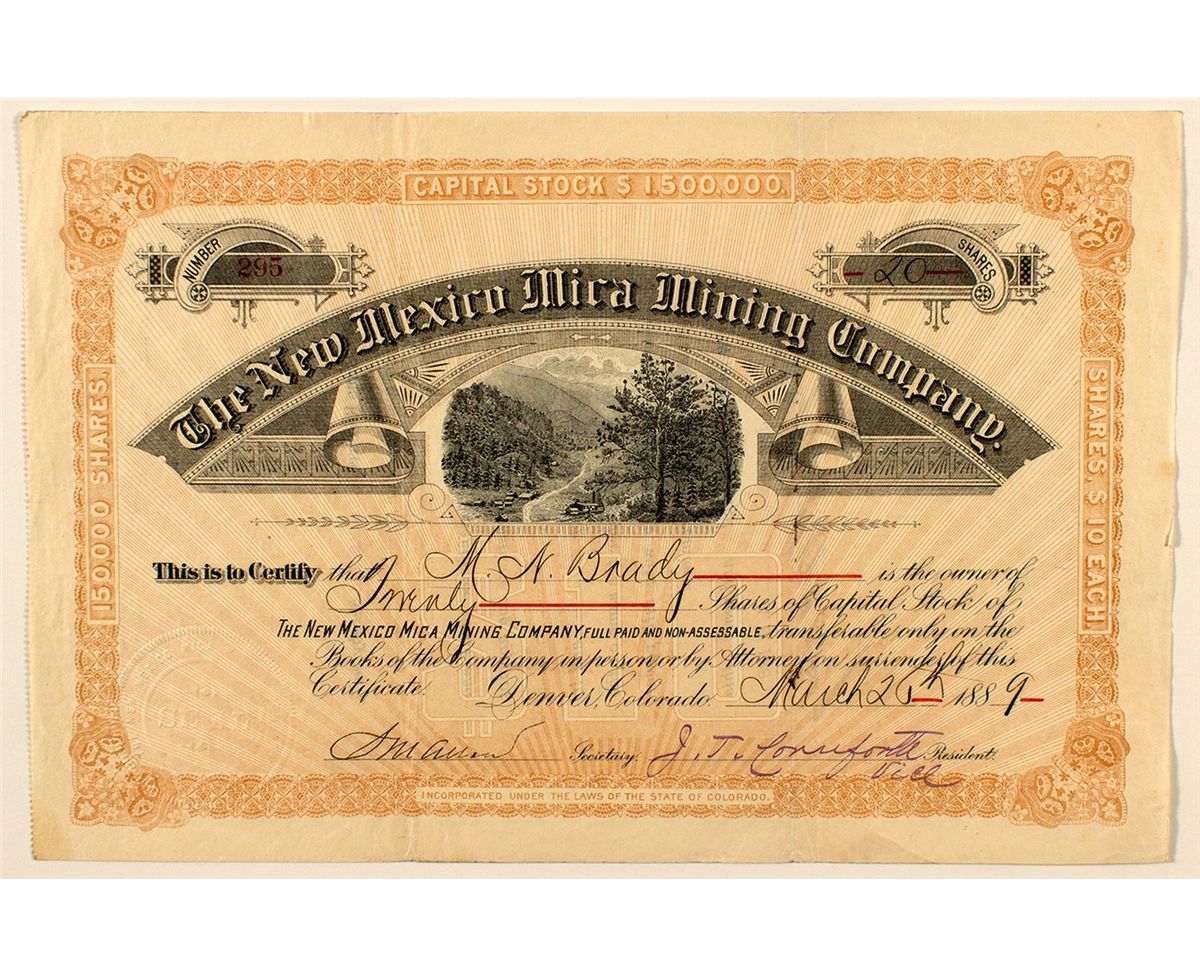 CAPITAL STOCK $ 1,500,000.
NUMBER
295
SHARES
20
The New Mexico Mica Mining Company.
150,000 SHARES.
SHARES, $ 10 EACH.
This is to Certify that M. N. Brady is the owner of
Twenty Shares of Capital Stock of
THE NEW MEXICO MICA MINING COMPANY, FULL PAID AND NON-ASSESSABLE, transferable only on the
Books of the Company in person or by Attorney on surrender of this
Certificate. Denver, Colorado. March 1889
Secretary. J. T. Cornforth President.
Vice
INCORPORATED UNDER THE LAWS OF THE STATE OF COLORADO.